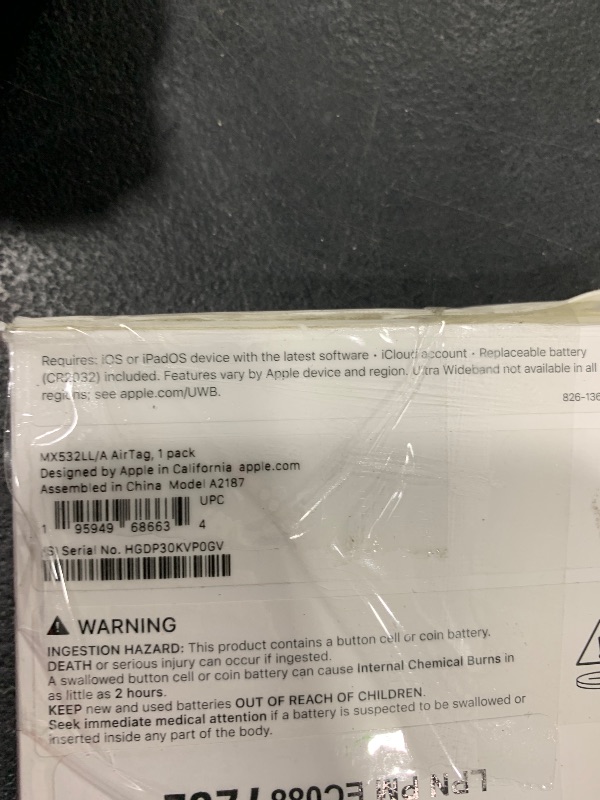 Requires: iOS or iPadOS device with the latest software • iCloud account • Replaceable battery
(CR2032) included. Features vary by Apple device and region. Ultra Wideband not available in all
regions; see apple.com/UWB.
826-136
MX532LL/A AirTag, 1 pack
Designed by Apple in California apple.com
Assembled in China Model A2187
UPC
1 95949 68663 4
(S) Serial No. HGDP30KVP0GV
WARNING
INGESTION HAZARD: This product contains a button cell or coin battery.
DEATH or serious injury can occur if ingested.
A swallowed button cell or coin battery can cause Internal Chemical Burns in
as little as 2 hours.
KEEP new and used batteries OUT OF REACH OF CHILDREN.
Seek immediate medical attention if a battery is suspected to be swallowed or
inserted inside any part of the body.